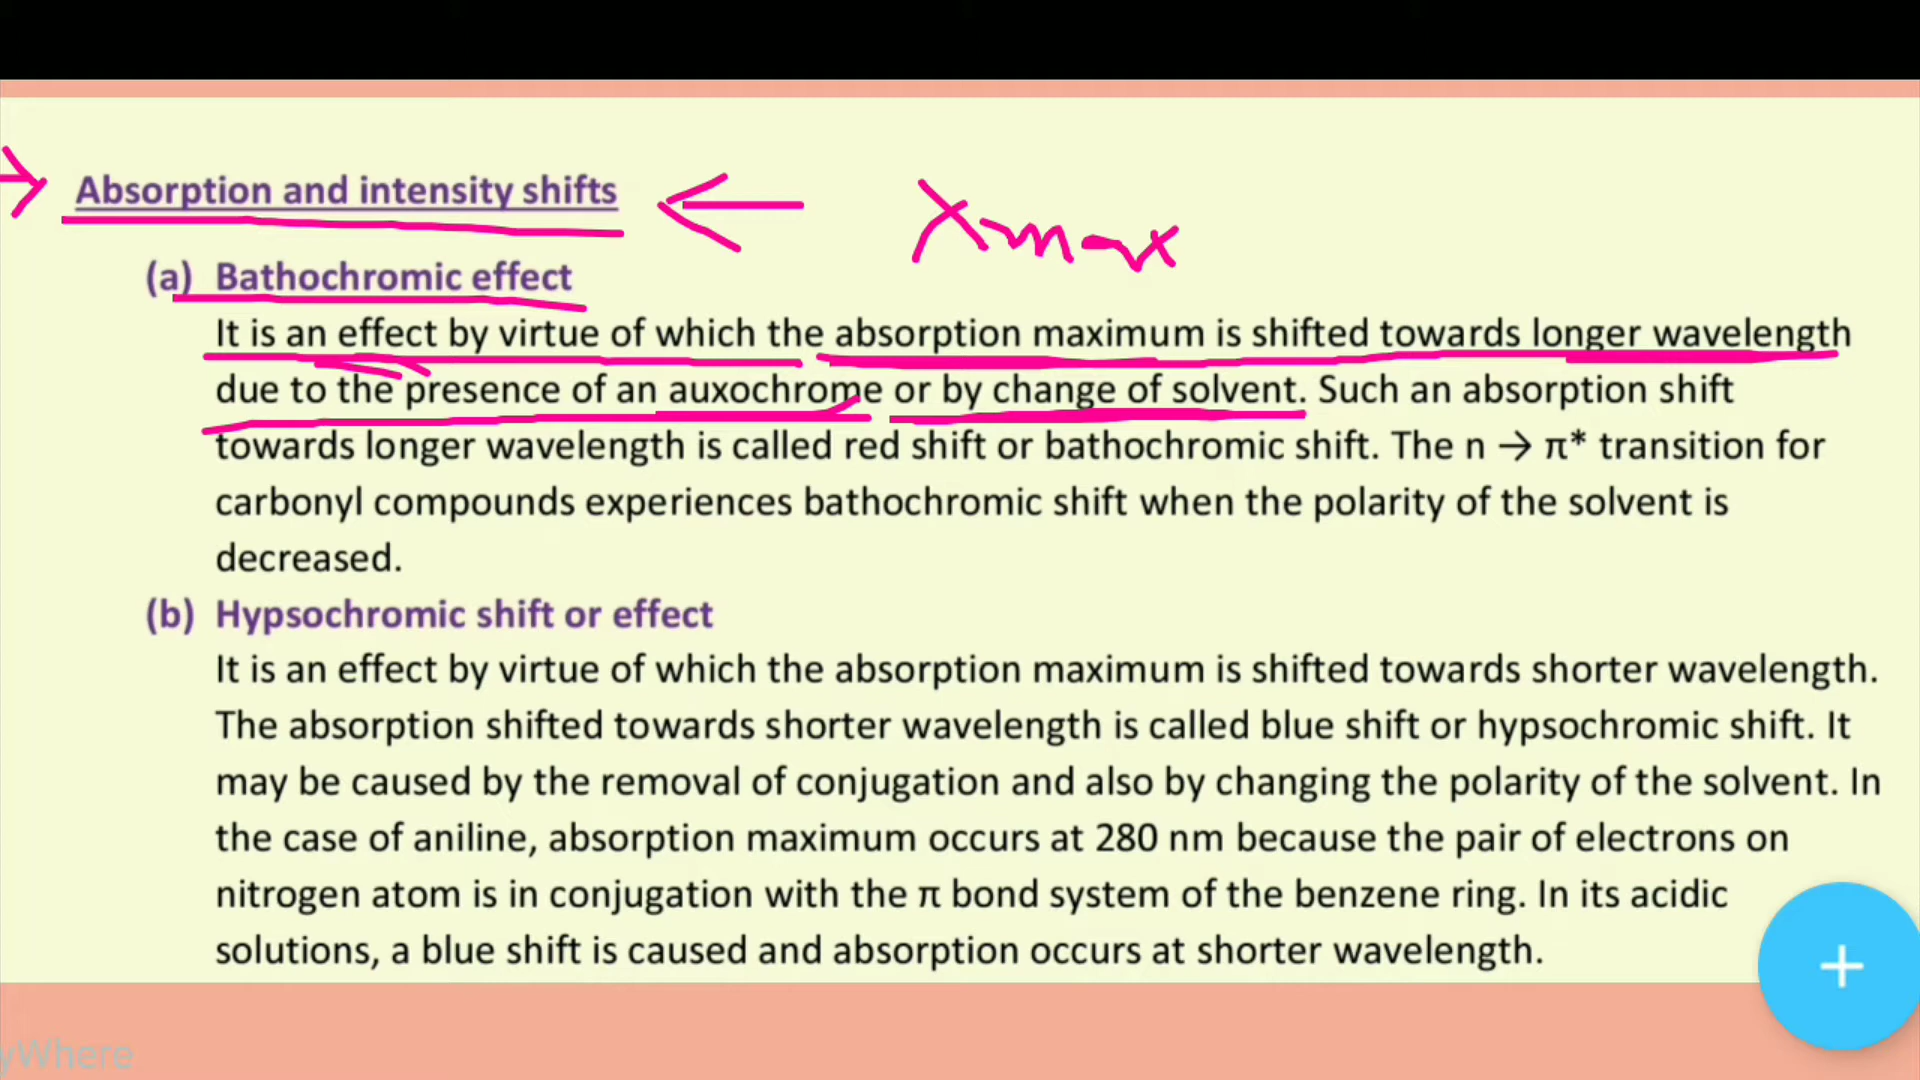 Absorption and intensity shifts
λmax
(a) Bathochromic effect
It is an effect by virtue of which the absorption maximum is shifted towards longer wavelength
due to the presence of an auxochrome or by change of solvent. Such an absorption shift
towards longer wavelength is called red shift or bathochromic shift. The n → π* transition for
carbonyl compounds experiences bathochromic shift when the polarity of the solvent is
decreased.
(b) Hypsochromic shift or effect
It is an effect by virtue of which the absorption maximum is shifted towards shorter wavelength.
The absorption shifted towards shorter wavelength is called blue shift or hypsochromic shift. It
may be caused by the removal of conjugation and also by changing the polarity of the solvent. In
the case of aniline, absorption maximum occurs at 280 nm because the pair of electrons on
nitrogen atom is in conjugation with the π bond system of the benzene ring. In its acidic
solutions, a blue shift is caused and absorption occurs at shorter wavelength.
+
yWhere